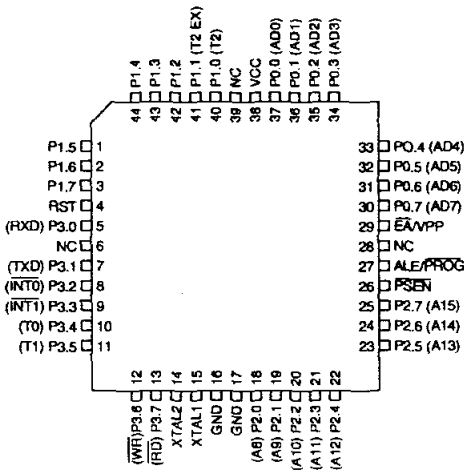 P1.4
P1.3
P1.2
P1.1 (T2 EX)
P1.0 (T2)
NC
VCC
P0.0 (AD0)
P0.1 (AD1)
P0.2 (AD2)
P0.3 (AD3)
44 43 42 41 40 39 38 37 36 35 34
P1.5 1
P1.6 2
P1.7 3
RST 4
(RXD) P3.0 5
NC 6
(TXD) P3.1 7
(INT0) P3.2 8
(INT1) P3.3 9
(T0) P3.4 10
(T1) P3.5 11
33 P0.4 (AD4)
32 P0.5 (AD5)
31 P0.6 (AD6)
30 P0.7 (AD7)
29 EA/VPP
28 NC
27 ALE/PROG
26 PSEN
25 P2.7 (A15)
24 P2.6 (A14)
23 P2.5 (A13)
12 13 14 15 16 17 18 19 20 21 22
(WR)P3.6
(RD) P3.7
XTAL2
XTAL1
GND
GND
(A8) P2.0
(A9) P2.1
(A10) P2.2
(A11) P2.3
(A12) P2.4